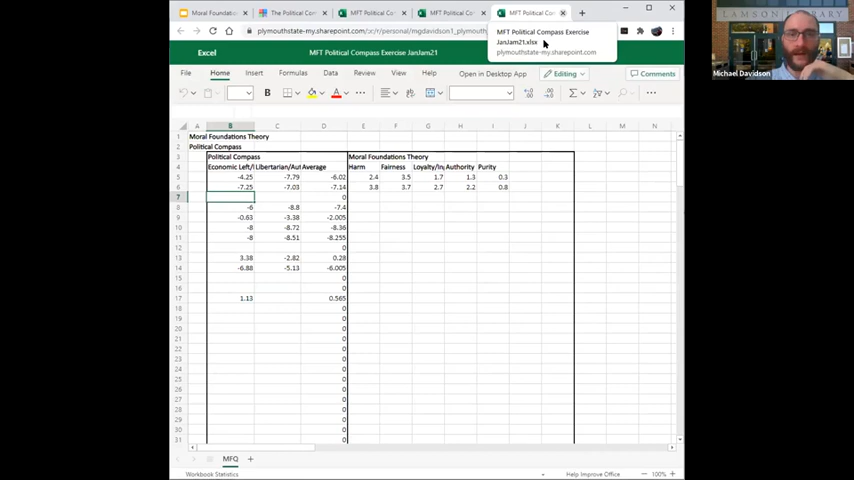 Moral Foundations
The Political Com
MFT Political Com
MFT Political Com
MFT Political Co
LAMSON LIBRARY
plymouthstate-my.sharepoint.com/:x:/r/personal/mgdavidson1_plymouth
MFT Political Compass Exercise
JanJam21.xlsx
plymouthstate-my.sharepoint.com
Michael Davidson
Excel
MFT Political Compass Exercise JanJam21
File Home Insert Formulas Data Review View Help Open in Desktop App Editing Comments
A B C D E F G H I J K L M N
1 Moral Foundations Theory
2 Political Compass
3 Political Compass Moral Foundations Theory
4 Economic Left/ Libertarian/Aut Average Harm Fairness Loyalty/In Authority Purity
5 -4.25 -7.79 -6.02 2.4 3.5 1.7 1.3 0.3
6 -7.25 -7.03 -7.14 3.8 3.7 2.7 2.2 0.8
7 0
8 -6 -8.8 -7.4
9 -0.63 -3.38 -2.005
10 -8 -8.72 -8.36
11 -8 -8.51 -8.255
12 0
13 3.38 -2.82 0.28
14 -6.88 -5.13 -6.005
15 0
16 0
17 1.13 0.565
18 0
19 0
20 0
21 0
22 0
23 0
24 0
25 0
26 0
27 0
28 0
29 0
30 0
31 0
MFQ
Workbook Statistics Help Improve Office 100%